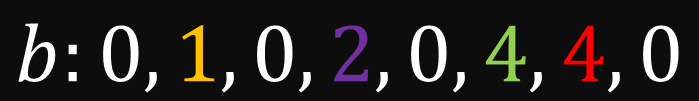 b: 0, 1, 0, 2, 0, 4, 4, 0